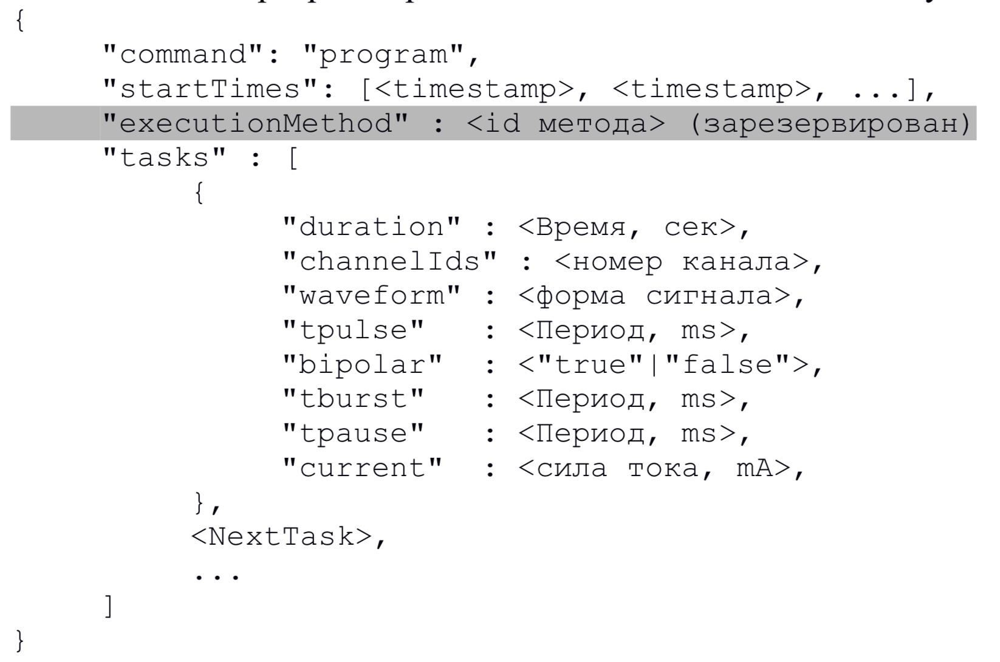 {
"command": "program",
"startTimes": [<timestamp>, <timestamp>, ...],
"executionMethod" : <id метода> (зарезервирован)
"tasks" : [
{
"duration" : <Время, сек>,
"channelIds" : <номер канала>,
"waveform" : <форма сигнала>,
"tpulse" : <Период, ms>,
"bipolar" : <"true"|"false">,
"tburst" : <Период, ms>,
"tpause" : <Период, ms>,
"current" : <сила тока, mA>,
},
<NextTask>,
...
]
}